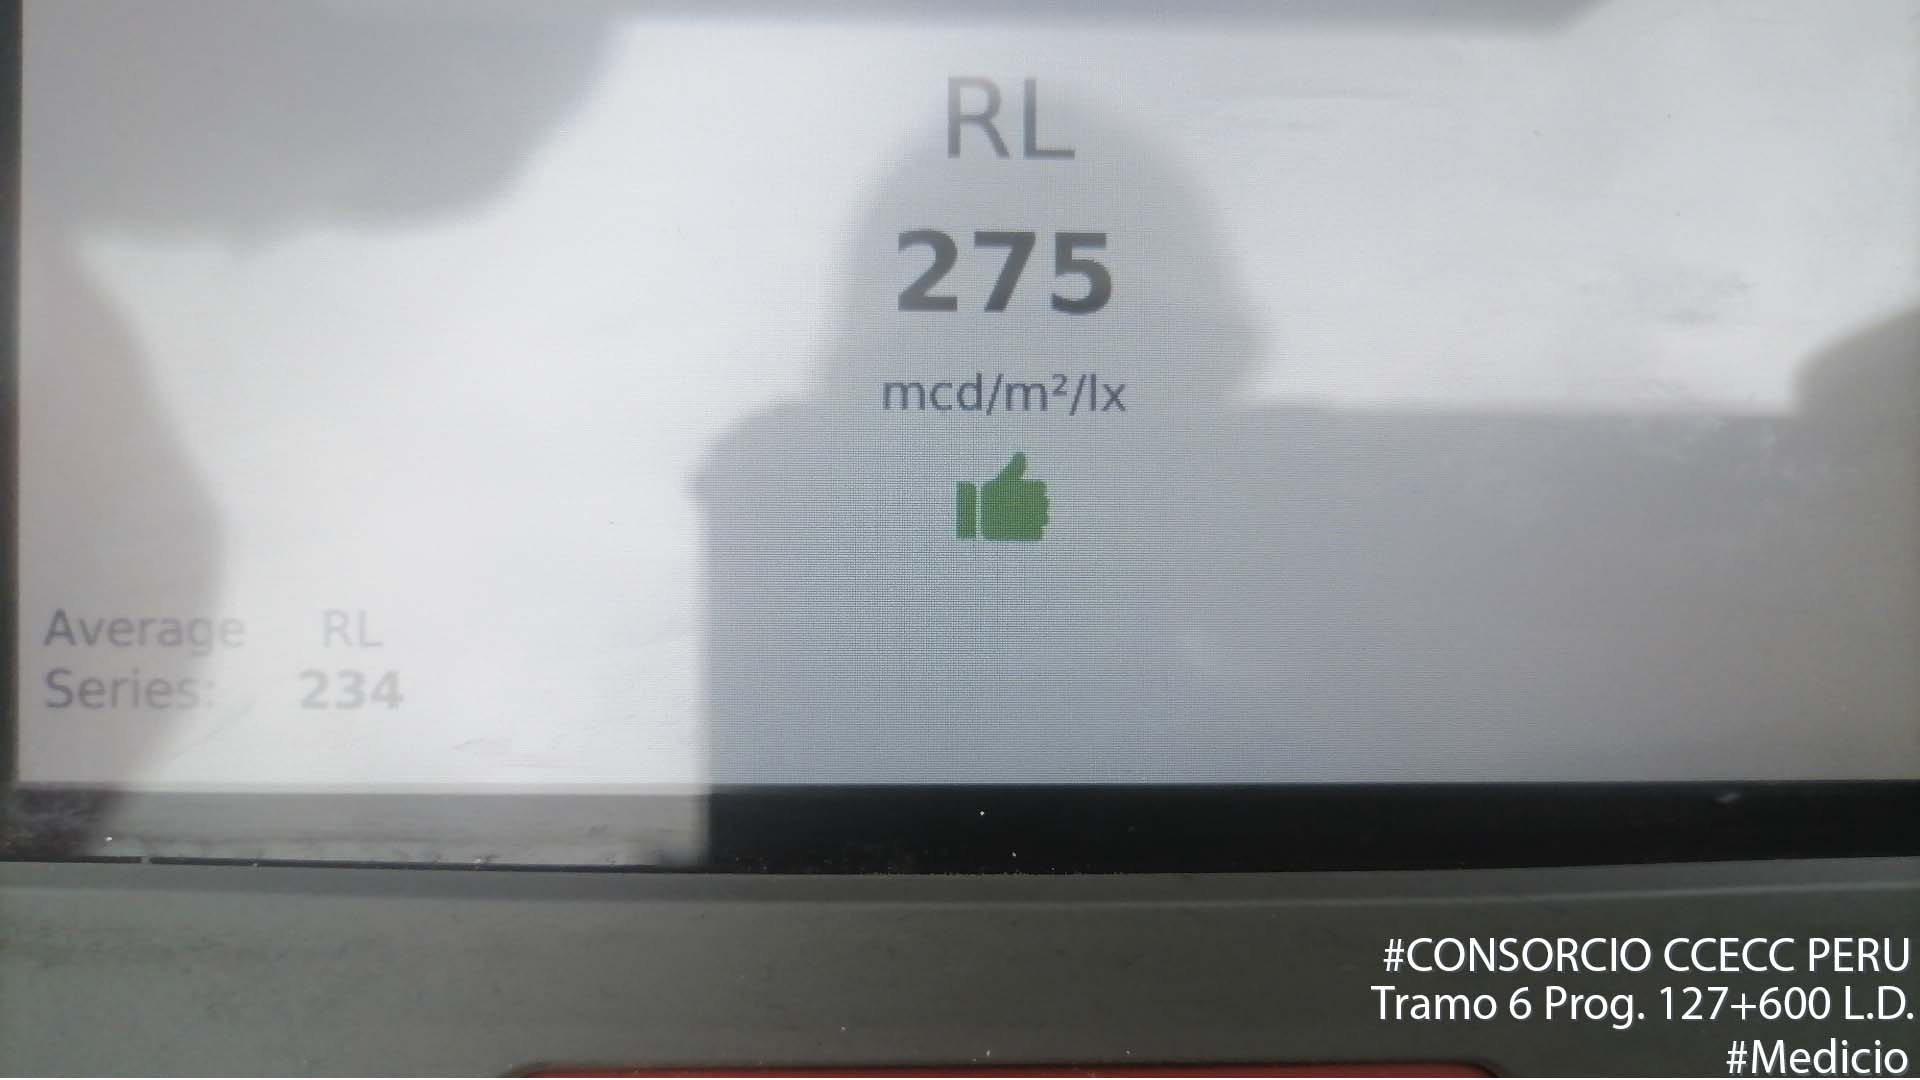 RL
275
mcd/m²/lx
Average RL
Series: 234
#CONSORCIO CCECC PERU
Tramo 6 Prog. 127+600 L.D.
#Medicio